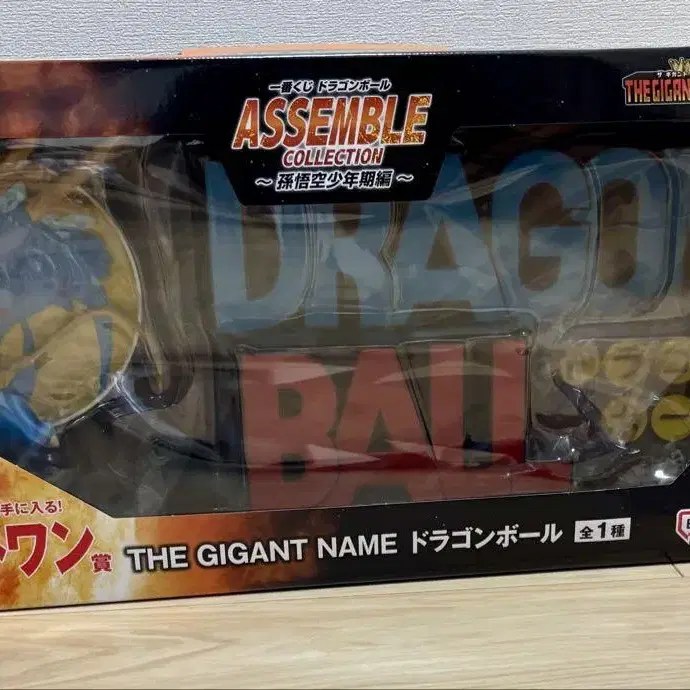 一番くじ ドラゴンボール
ASSEMBLE
COLLECTION
~ 孫悟空少年期編 ~
THE GIGAN
DRAGO
BALL
手に入る!
ワン賞
THE GIGANT NAME ドラゴンボール 全1種